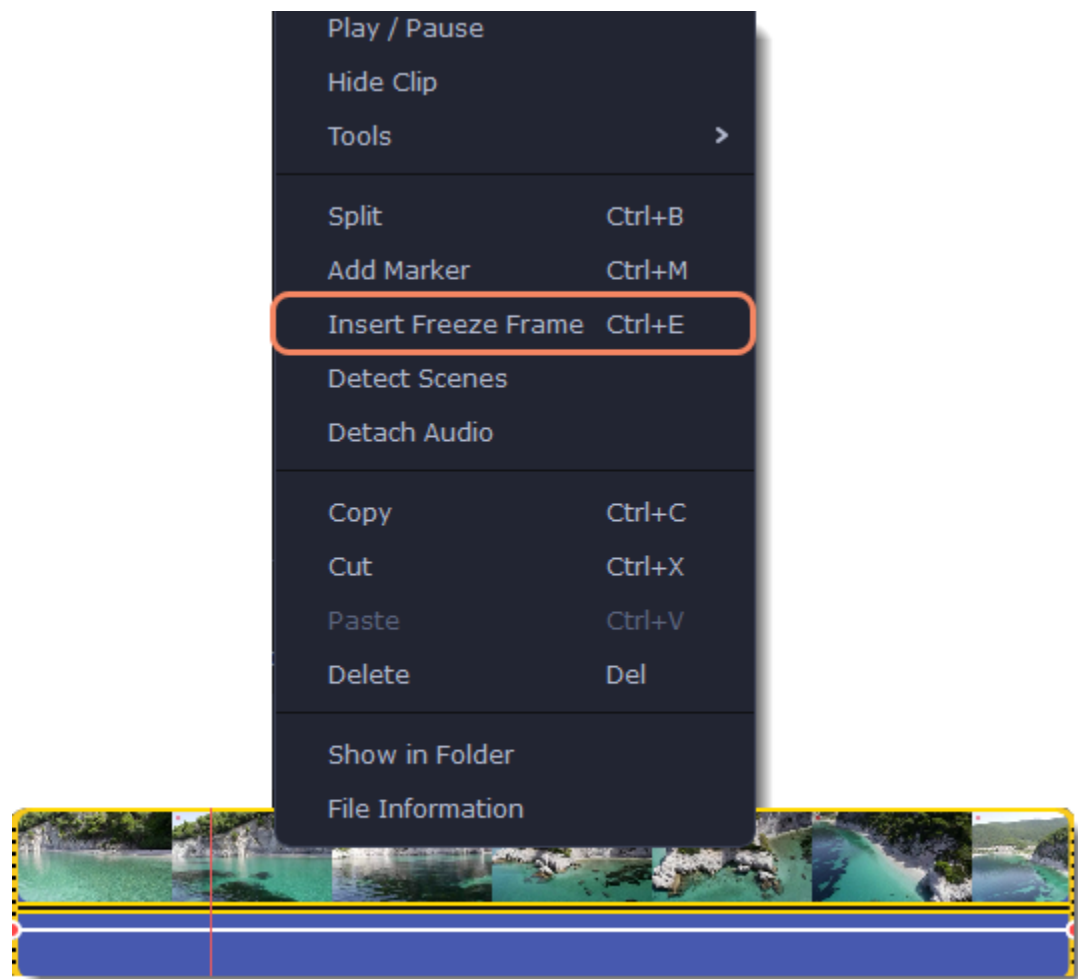 Play / Pause
Hide Clip
Tools
Split Ctrl+B
Add Marker Ctrl+M
Insert Freeze Frame Ctrl+E
Detect Scenes
Detach Audio
Copy Ctrl+C
Cut Ctrl+X
Paste Ctrl+V
Delete Del
Show in Folder
File Information